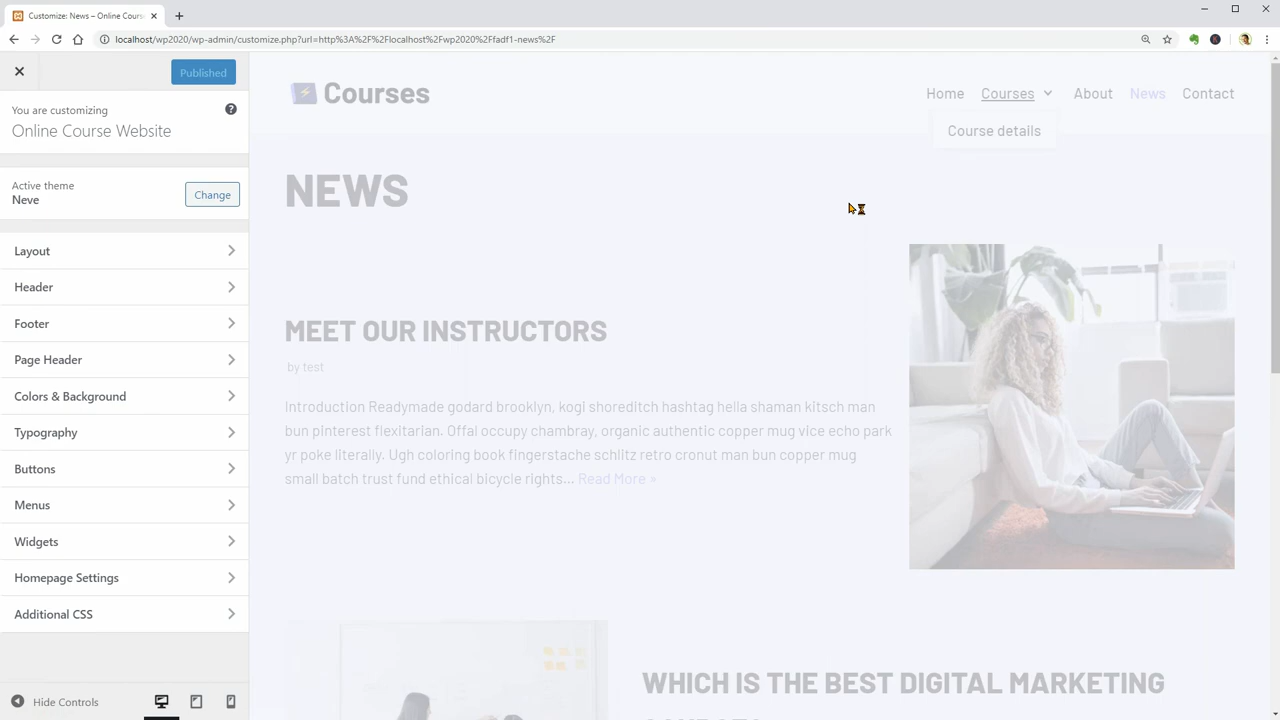 Customize: News – Online Cours
localhost/wp2020/wp-admin/customize.php?url=http%3A%2F%2Flocalhost%2Fwp2020%2Ffadf1-news%2F
Published
You are customizing
Online Course Website
Active theme
Neve
Change
Layout
Header
Footer
Page Header
Colors & Background
Typography
Buttons
Menus
Widgets
Homepage Settings
Additional CSS
Hide Controls
Courses
Home Courses About News Contact
Course details
NEWS
MEET OUR INSTRUCTORS
by test
Introduction Readymade godard brooklyn, kogi shoreditch hashtag hella shaman kitsch man
bun pinterest flexitarian. Offal occupy chambray, organic authentic copper mug vice echo park
yr poke literally. Ugh coloring book fingerstache schlitz retro cronut man bun copper mug
small batch trust fund ethical bicycle rights… Read More »
WHICH IS THE BEST DIGITAL MARKETING